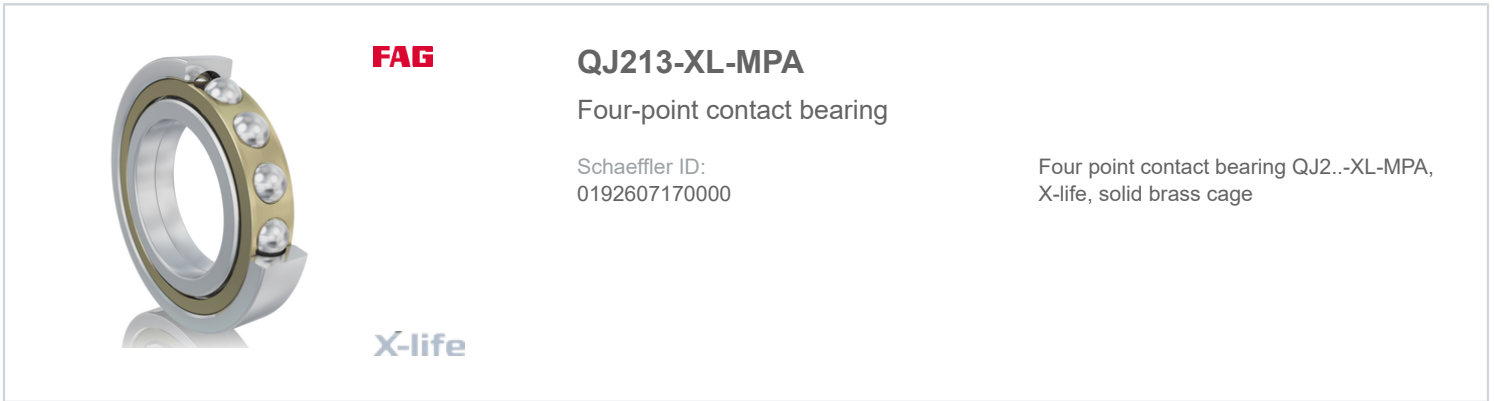 FAG
QJ213-XL-MPA
Four-point contact bearing
Schaeffler ID:
0192607170000
Four point contact bearing QJ2..-XL-MPA,
X-life, solid brass cage
X-life